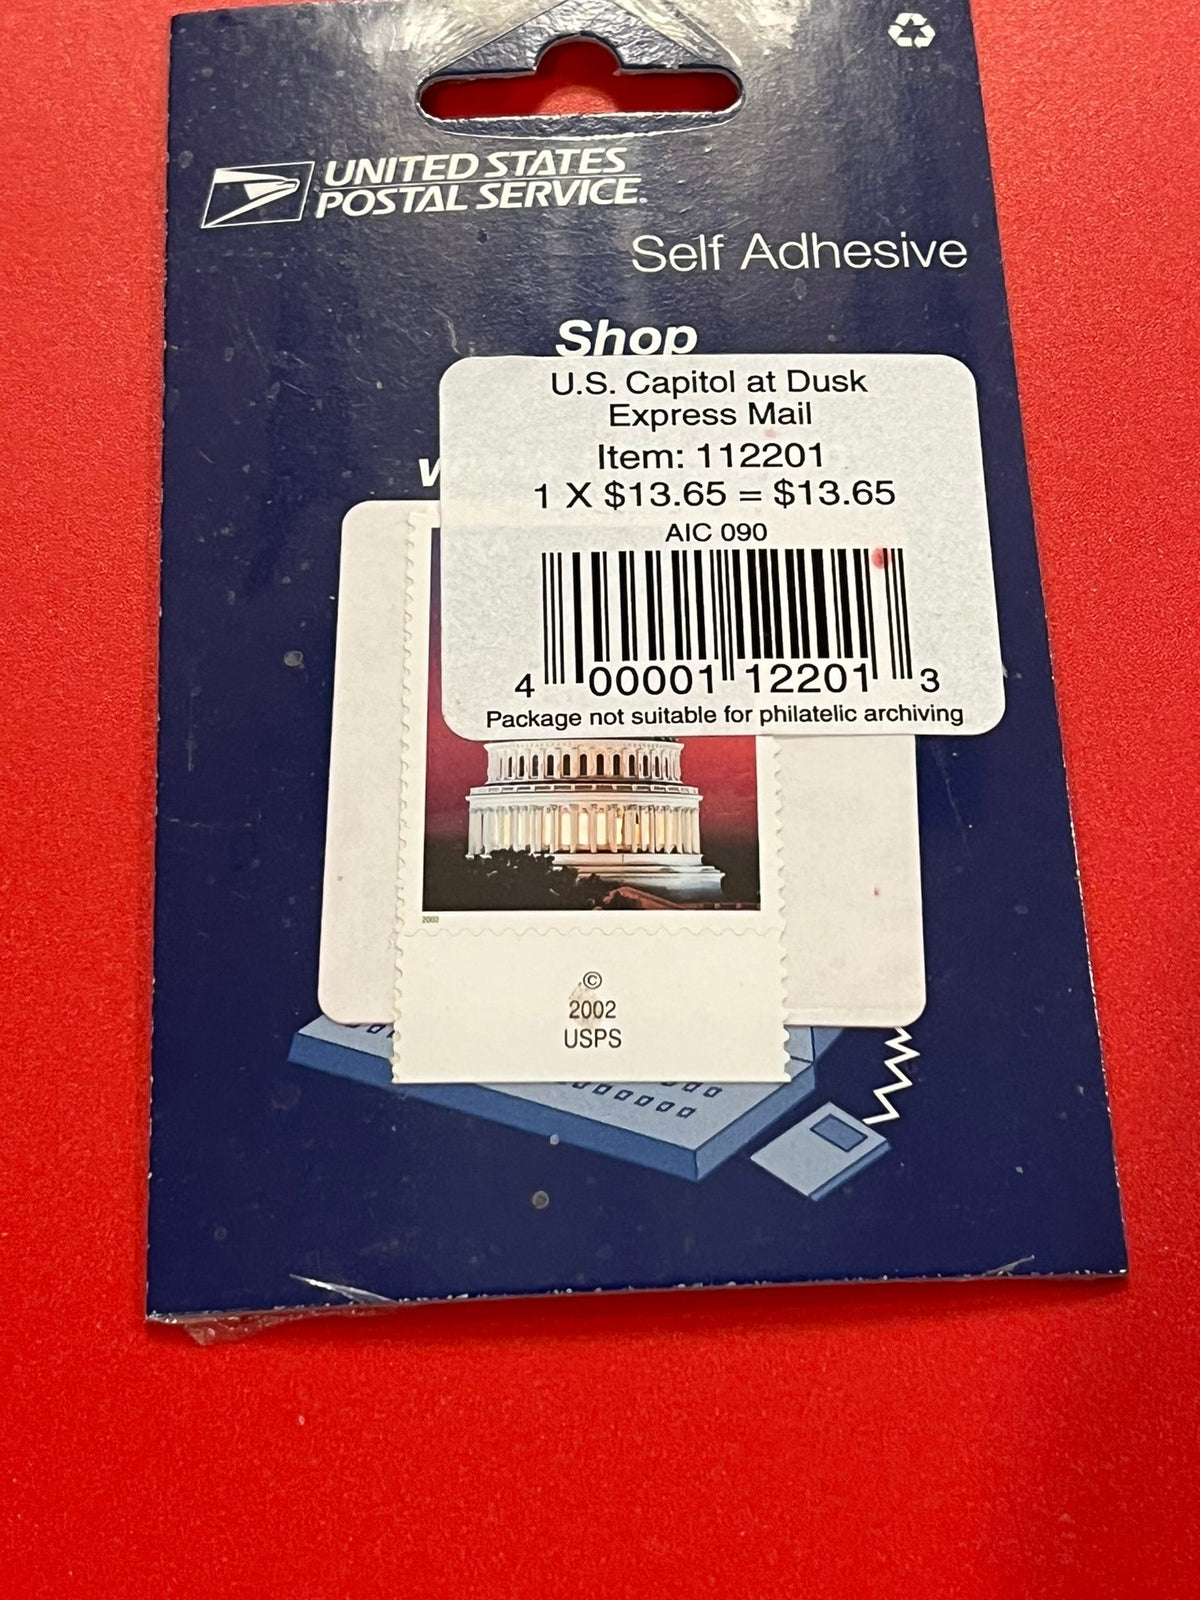 UNITED STATES
POSTAL SERVICE®
Self Adhesive
Shop
U.S. Capitol at Dusk
Express Mail
Item: 112201
1 X $13.65 = $13.65
AIC 090
4 00001 12201 3
Package not suitable for philatelic archiving
©
2002
USPS